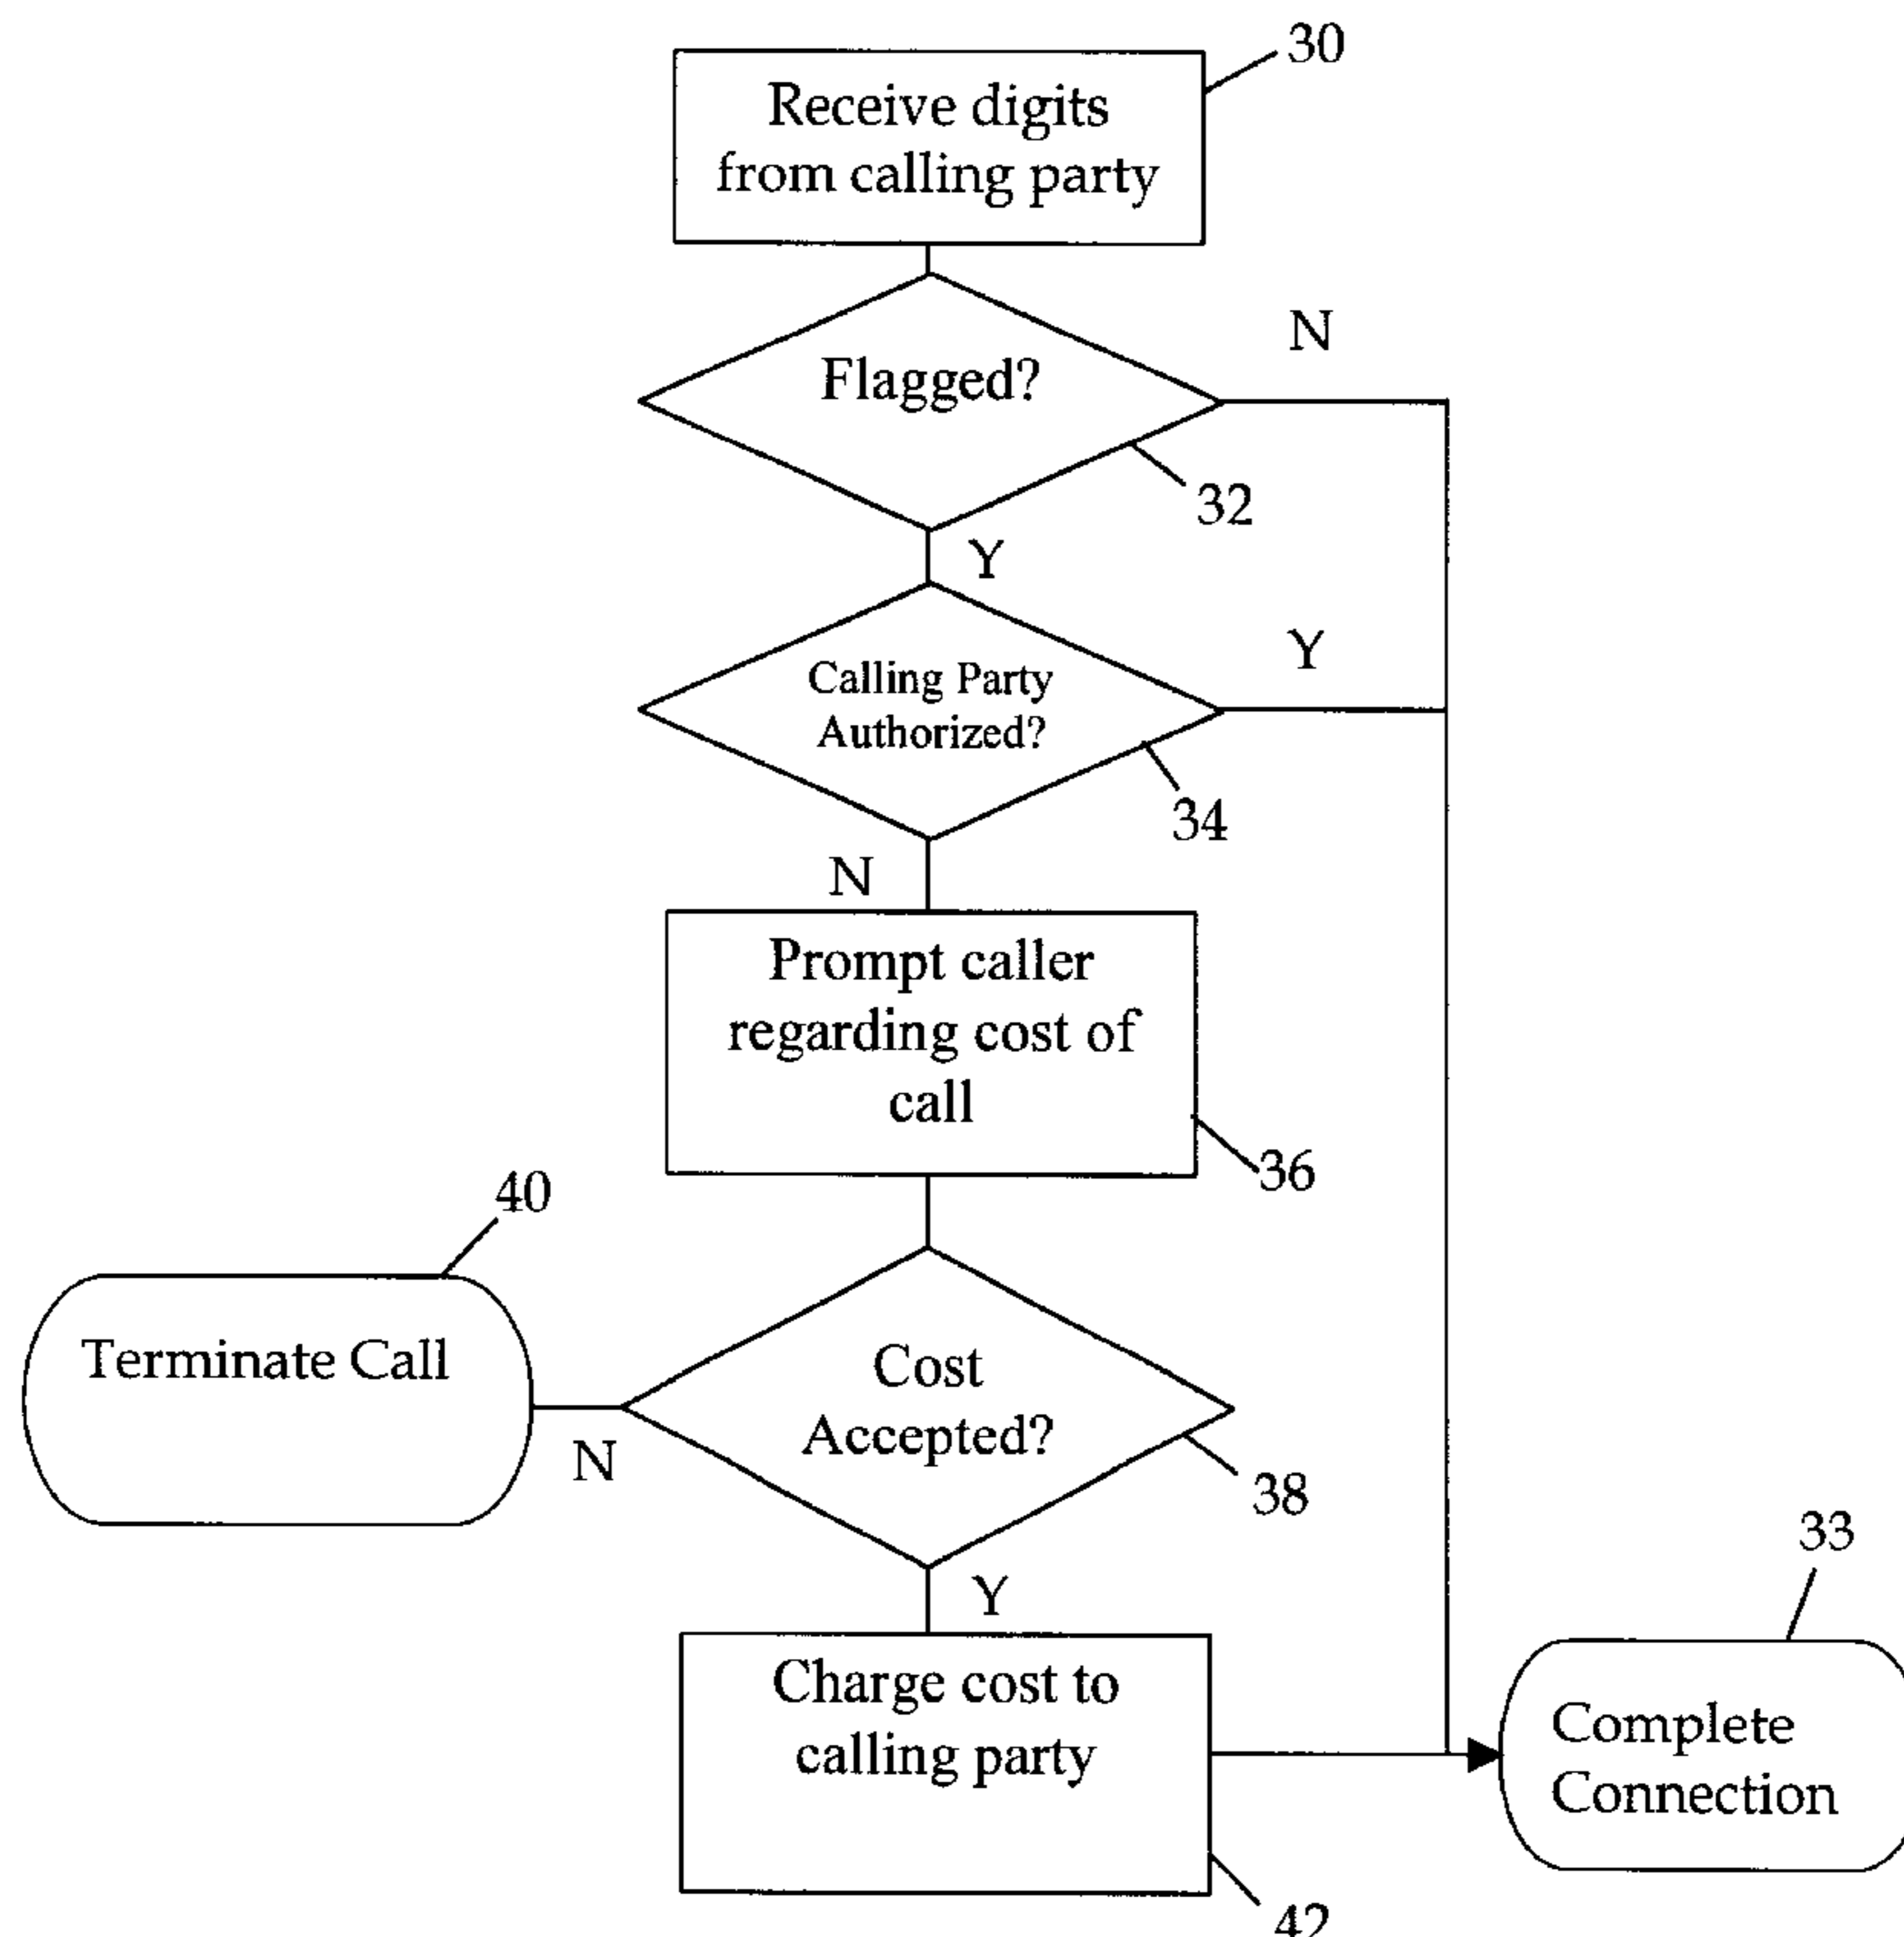 30
Receive digits
from calling party
N
Flagged?
32
Y
Y
Calling Party
Authorized?
34
N
Prompt caller
regarding cost of
call
36
40
Terminate Call
Cost
Accepted?
N
38
33
Y
Charge cost to
calling party
Complete
Connection
42